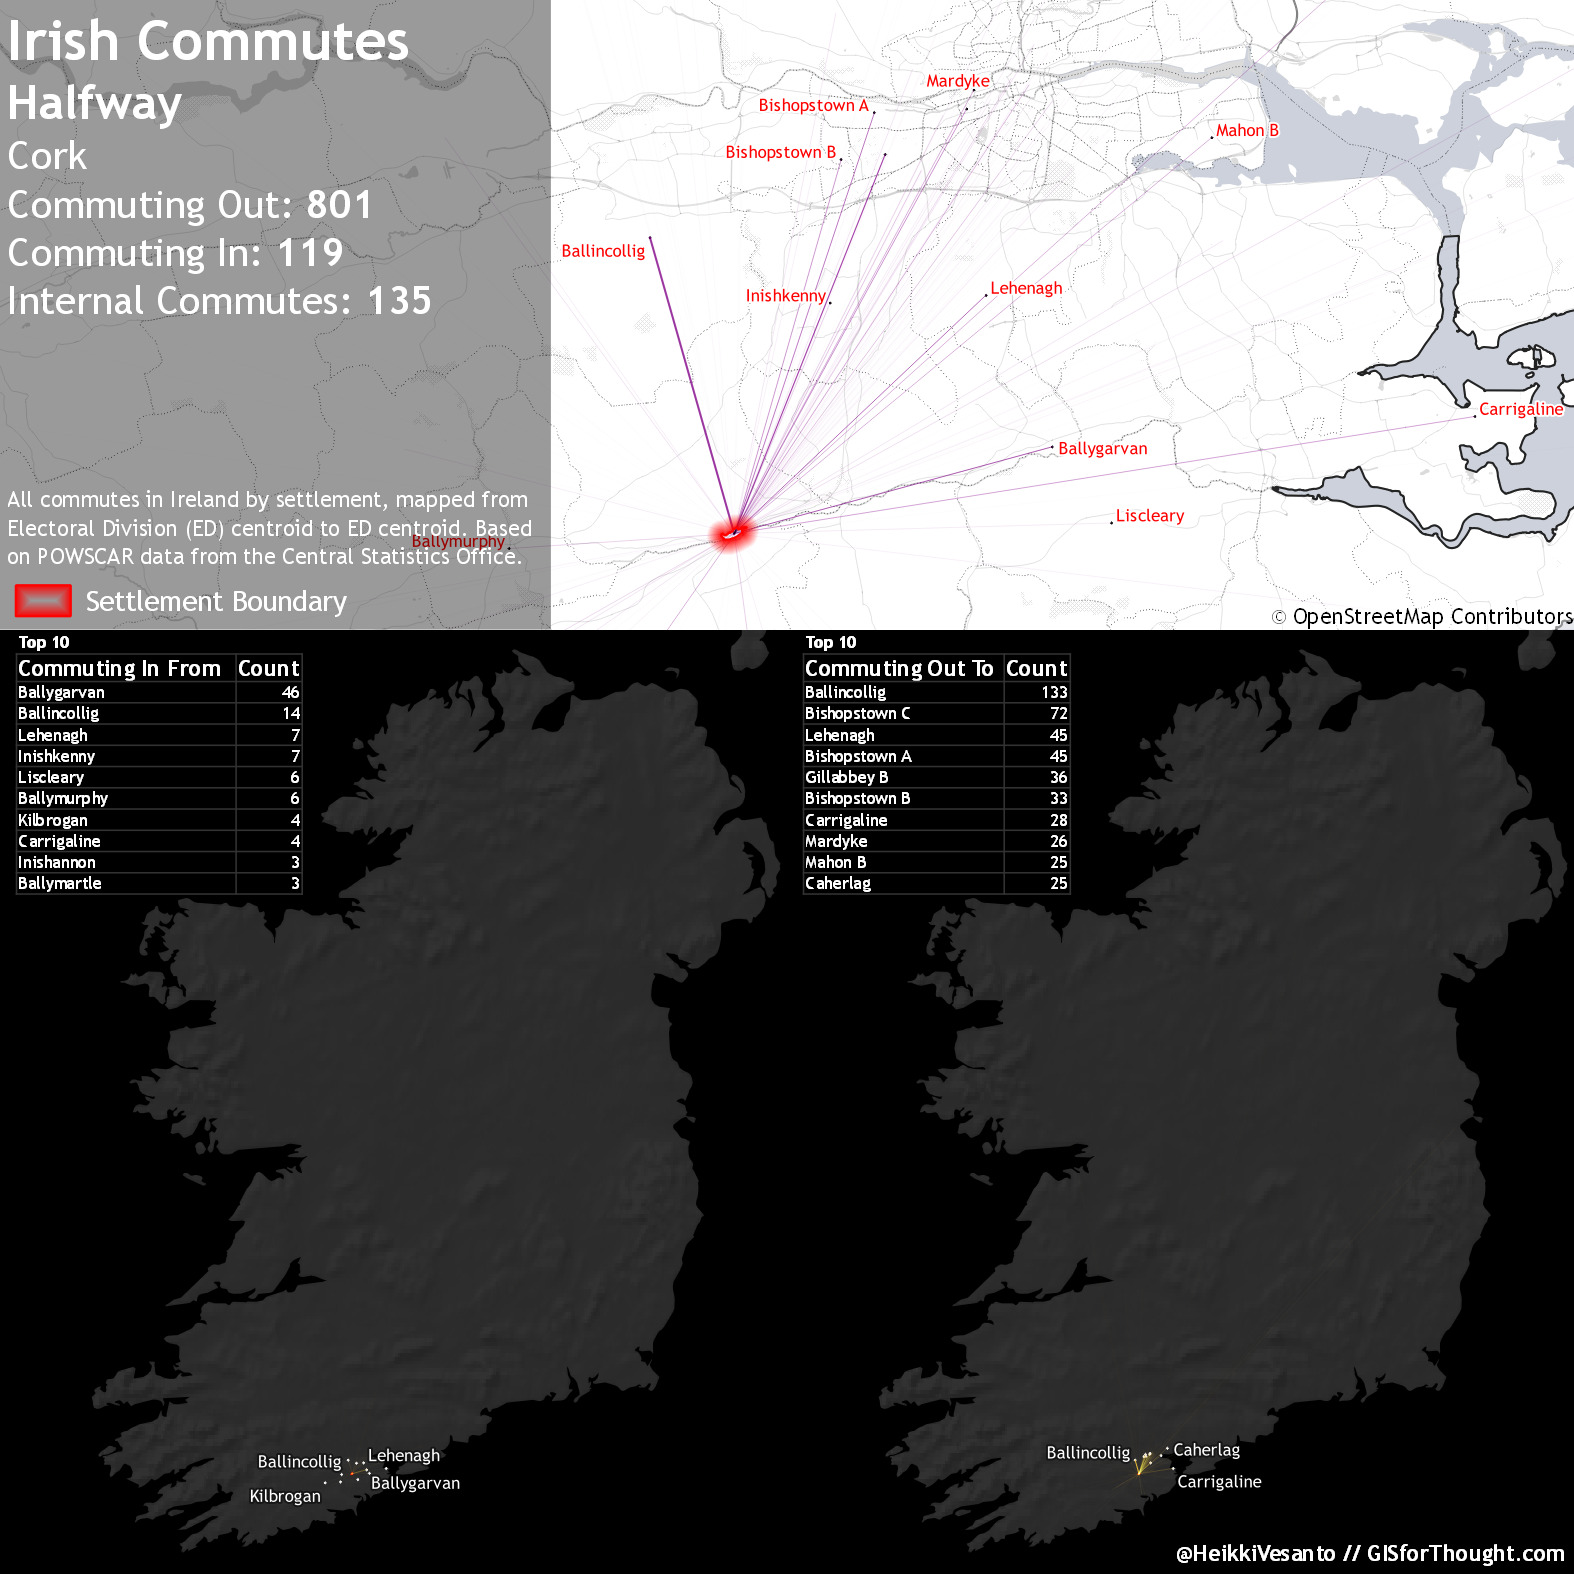 Irish Commutes
Halfway
Cork
Commuting Out: 801
Commuting In: 119
Internal Commutes: 135
All commutes in Ireland by settlement, mapped from
Electoral Division (ED) centroid to ED centroid. Based
on POWSCAR data from the Central Statistics Office.
Settlement Boundary
Mardyke
Bishopstown A
Mahon B
Bishopstown B
Ballincollig
Lehenagh
Inishkenny
Carrigaline
Ballygarvan
Liscleary
Ballymurphy
© OpenStreetMap Contributors
Top 10
Commuting In From Count
Ballygarvan 46
Ballincollig 14
Lehenagh 7
Inishkenny 7
Liscleary 6
Ballymurphy 6
Kilbrogan 4
Carrigaline 4
Inishannon 3
Ballymartle 3
Top 10
Commuting Out To Count
Ballincollig 133
Bishopstown C 72
Lehenagh 45
Bishopstown A 45
Gillabbey B 36
Bishopstown B 33
Carrigaline 28
Mardyke 26
Mahon B 25
Caherlag 25
Ballincollig
Lehenagh
Ballygarvan
Kilbrogan
Ballincollig
Caherlag
Carrigaline
@HeikkiVesanto // GISforThought.com